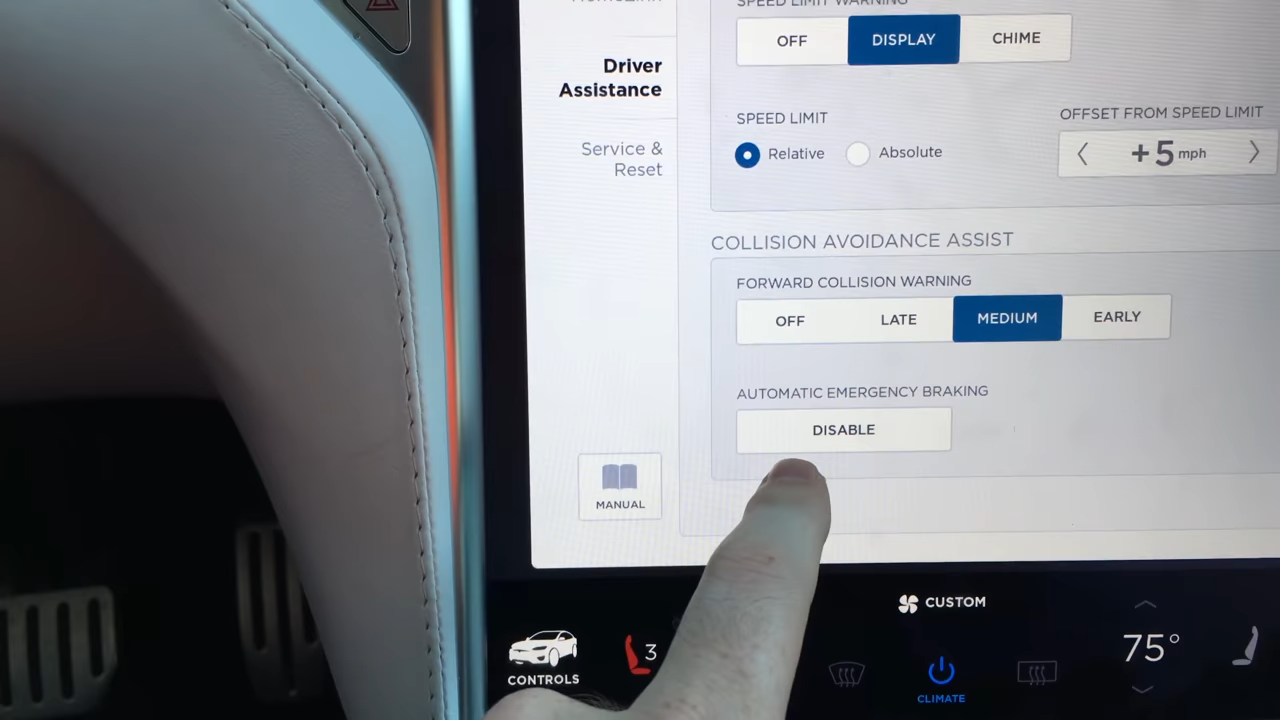 SPEED LIMIT WARNING
OFF
DISPLAY
CHIME
Driver
Assistance
SPEED LIMIT
OFFSET FROM SPEED LIMIT
Relative
Absolute
+5 mph
Service &
Reset
COLLISION AVOIDANCE ASSIST
FORWARD COLLISION WARNING
OFF
LATE
MEDIUM
EARLY
AUTOMATIC EMERGENCY BRAKING
DISABLE
MANUAL
CUSTOM
3
75°
CONTROLS
CLIMATE